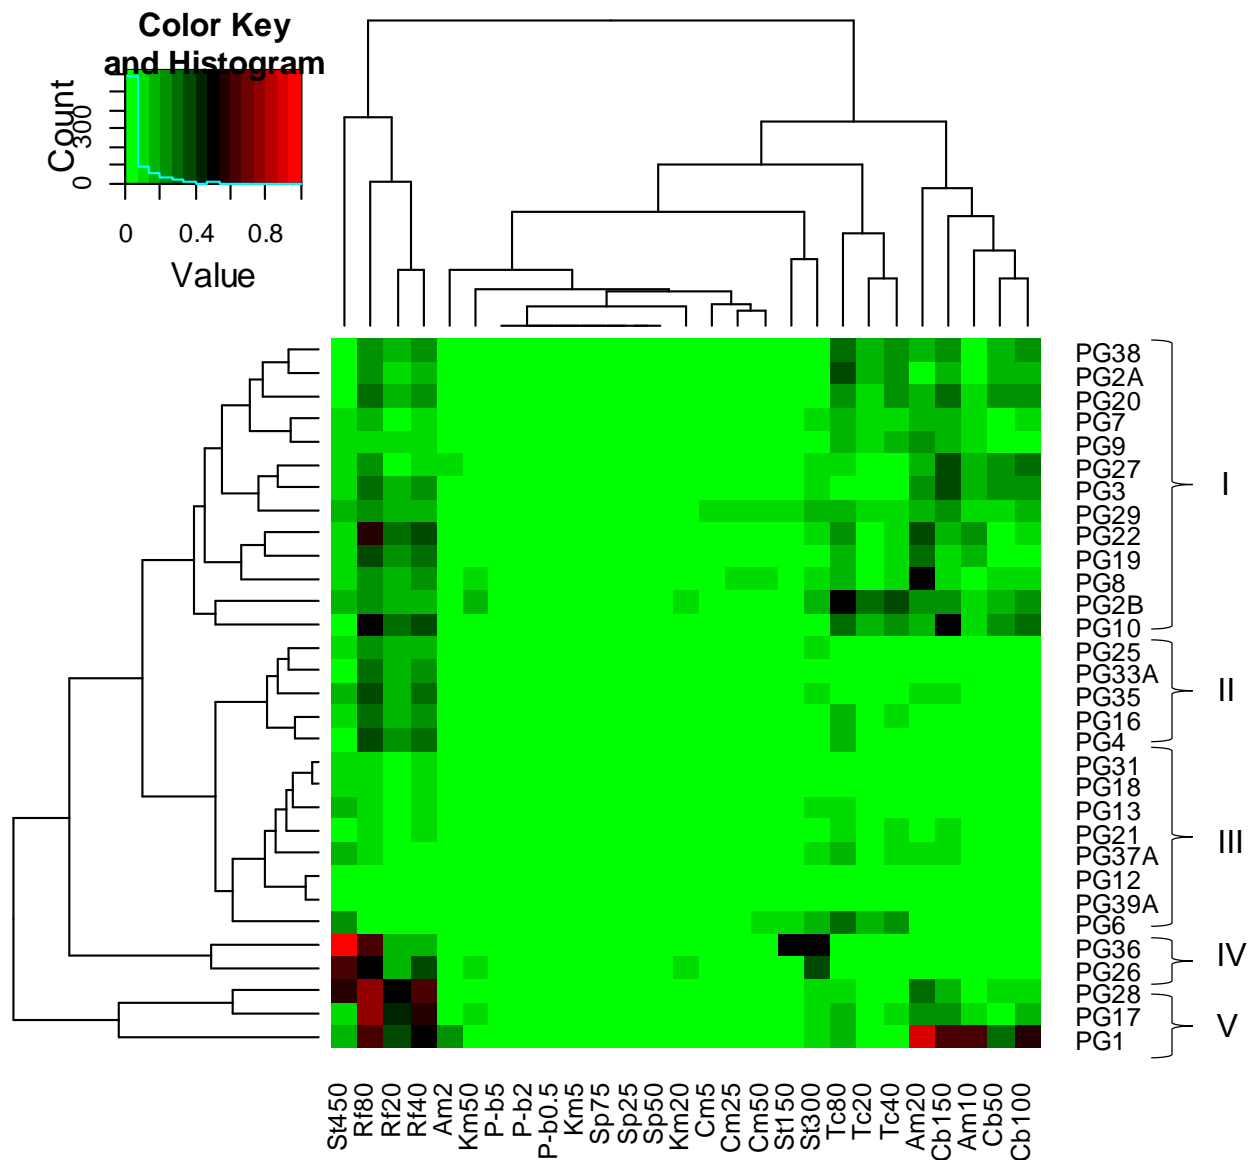 Color Key
and Histogram
Count
0 300
0 0.4 0.8
Value
PG38
PG2A
PG20
PG7
PG9
PG27
PG3
PG29
PG22
PG19
PG8
PG2B
PG10
PG25
PG33A
PG35
PG16
PG4
PG31
PG18
PG13
PG21
PG37A
PG12
PG39A
PG6
PG36
PG26
PG28
PG17
PG1
I
II
III
IV
V
St450
Rf80
Rf20
Rf40
Am2
Km50
P-b5
P-b2
P-b0.5
Km5
Sp75
Sp25
Sp50
Km20
Cm5
Cm25
Cm50
St150
St300
Tc80
Tc20
Tc40
Am20
Cb150
Am10
Cb50
Cb100